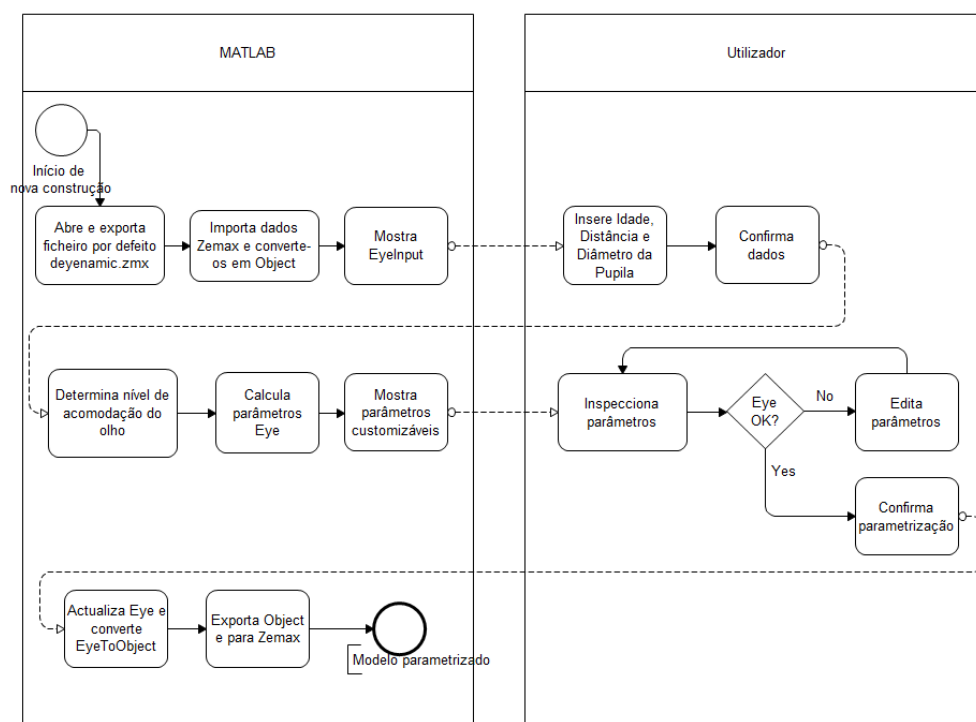 MATLAB
Utilizador
Início de
nova construção
Abre e exporta
ficheiro por defeito
deyenamic.zmx
Importa dados
Zemax e converte-
os em Object
Mostra
EyeInput
Insere Idade,
Distância e
Diâmetro da
Pupila
Confirma
dados
Determina nível de
acomodação do
olho
Calcula
parâmetros
Eye
Mostra
parâmetros
customizáveis
Inspecciona
parâmetros
Eye
OK?
No
Edita
parâmetros
Yes
Confirma
parametrização
Actualiza Eye e
converte
EyeToObject
Exporta Object
e para Zemax
Modelo parametrizado